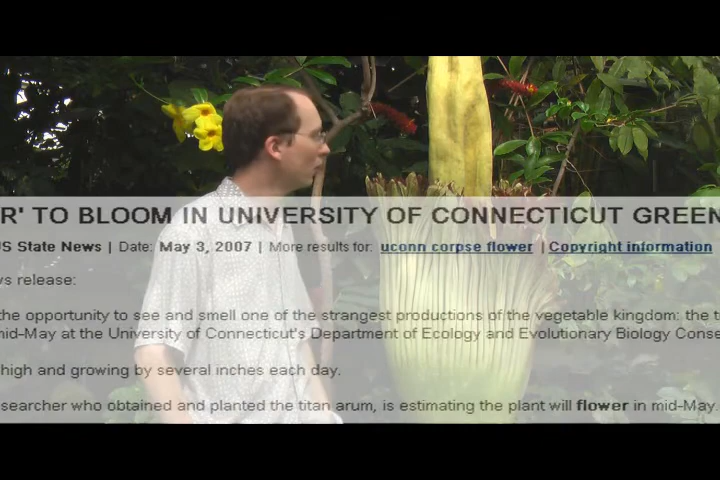 R' TO BLOOM IN UNIVERSITY OF CONNECTICUT GREEN
US State News | Date: May 3, 2007 | More results for: uconn corpse flower | Copyright information
ws release:
the opportunity to see and smell one of the strangest productions of the vegetable kingdom: the t
mid-May at the University of Connecticut's Department of Ecology and Evolutionary Biology Conse
high and growing by several inches each day.
searcher who obtained and planted the titan arum, is estimating the plant will flower in mid-May.